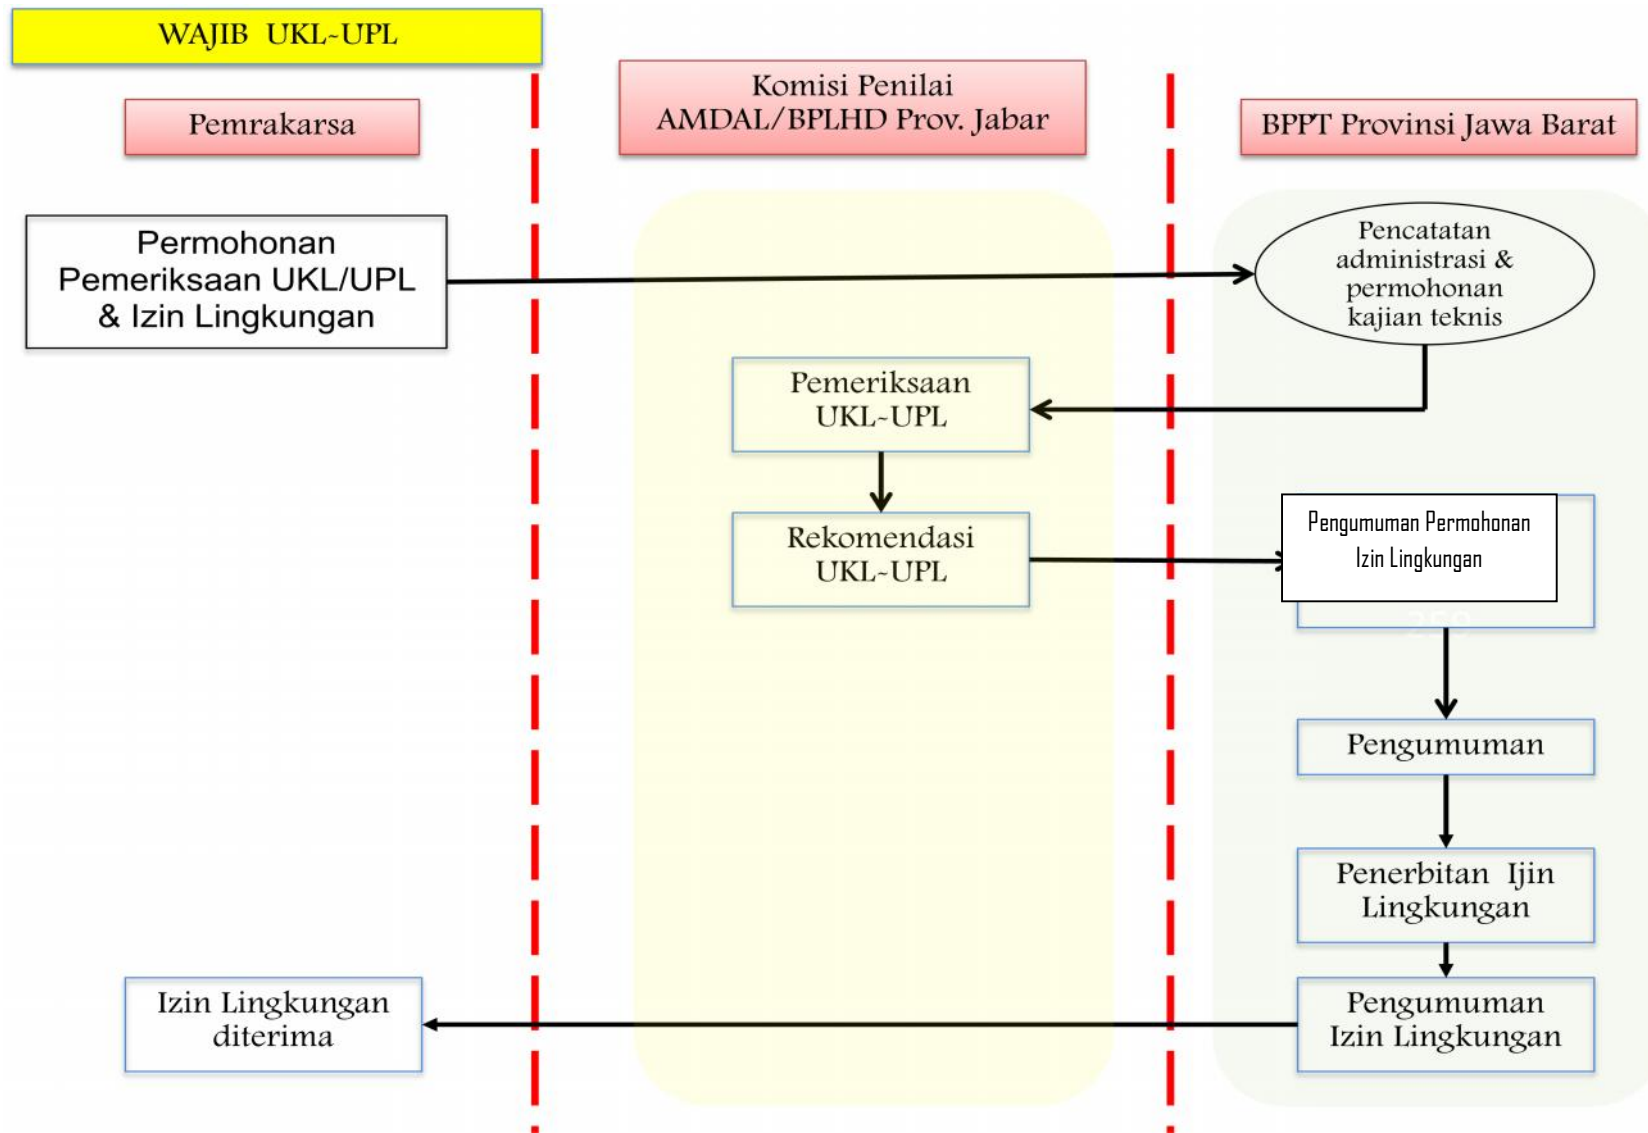 WAJIB  UKL-UPL
Pemrakarsa
Komisi Penilai
AMDAL/BPLHD Prov. Jabar
BPPT Provinsi Jawa Barat
Permohonan
Pemeriksaan UKL/UPL
& Izin Lingkungan
Pencatatan
administrasi &
permohonan
kajian teknis
Pemeriksaan
UKL-UPL
Rekomendasi
UKL-UPL
Pengumuman Permohonan
Izin Lingkungan
Pengumuman
Penerbitan  Ijin
Lingkungan
Pengumuman
Izin Lingkungan
Izin Lingkungan
diterima